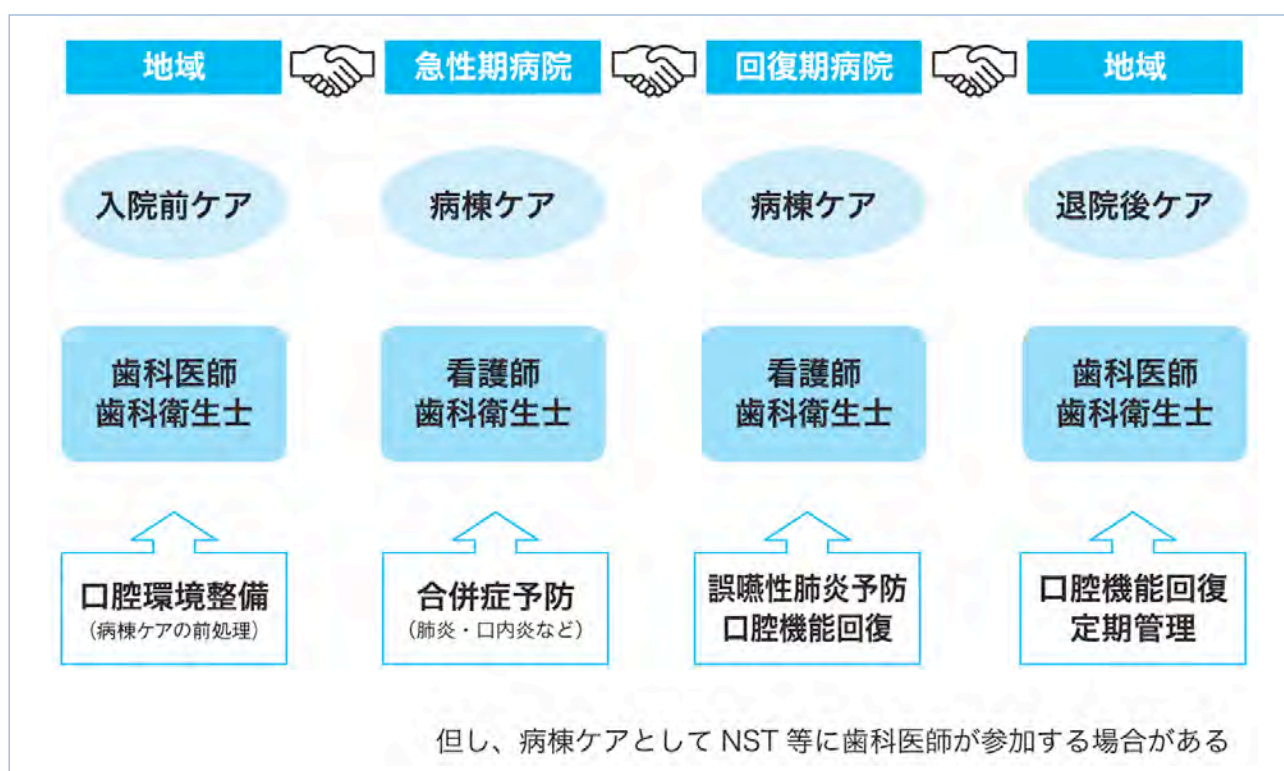 地域
急性期病院
回復期病院
地域
入院前ケア
病棟ケア
病棟ケア
退院後ケア
歯科医師
歯科衛生士
看護師
歯科衛生士
看護師
歯科衛生士
歯科医師
歯科衛生士
口腔環境整備
(病棟ケアの前処理)
合併症予防
(肺炎・口内炎など)
誤嚥性肺炎予防
口腔機能回復
口腔機能回復
定期管理
但し、病棟ケアとして NST 等に歯科医師が参加する場合がある